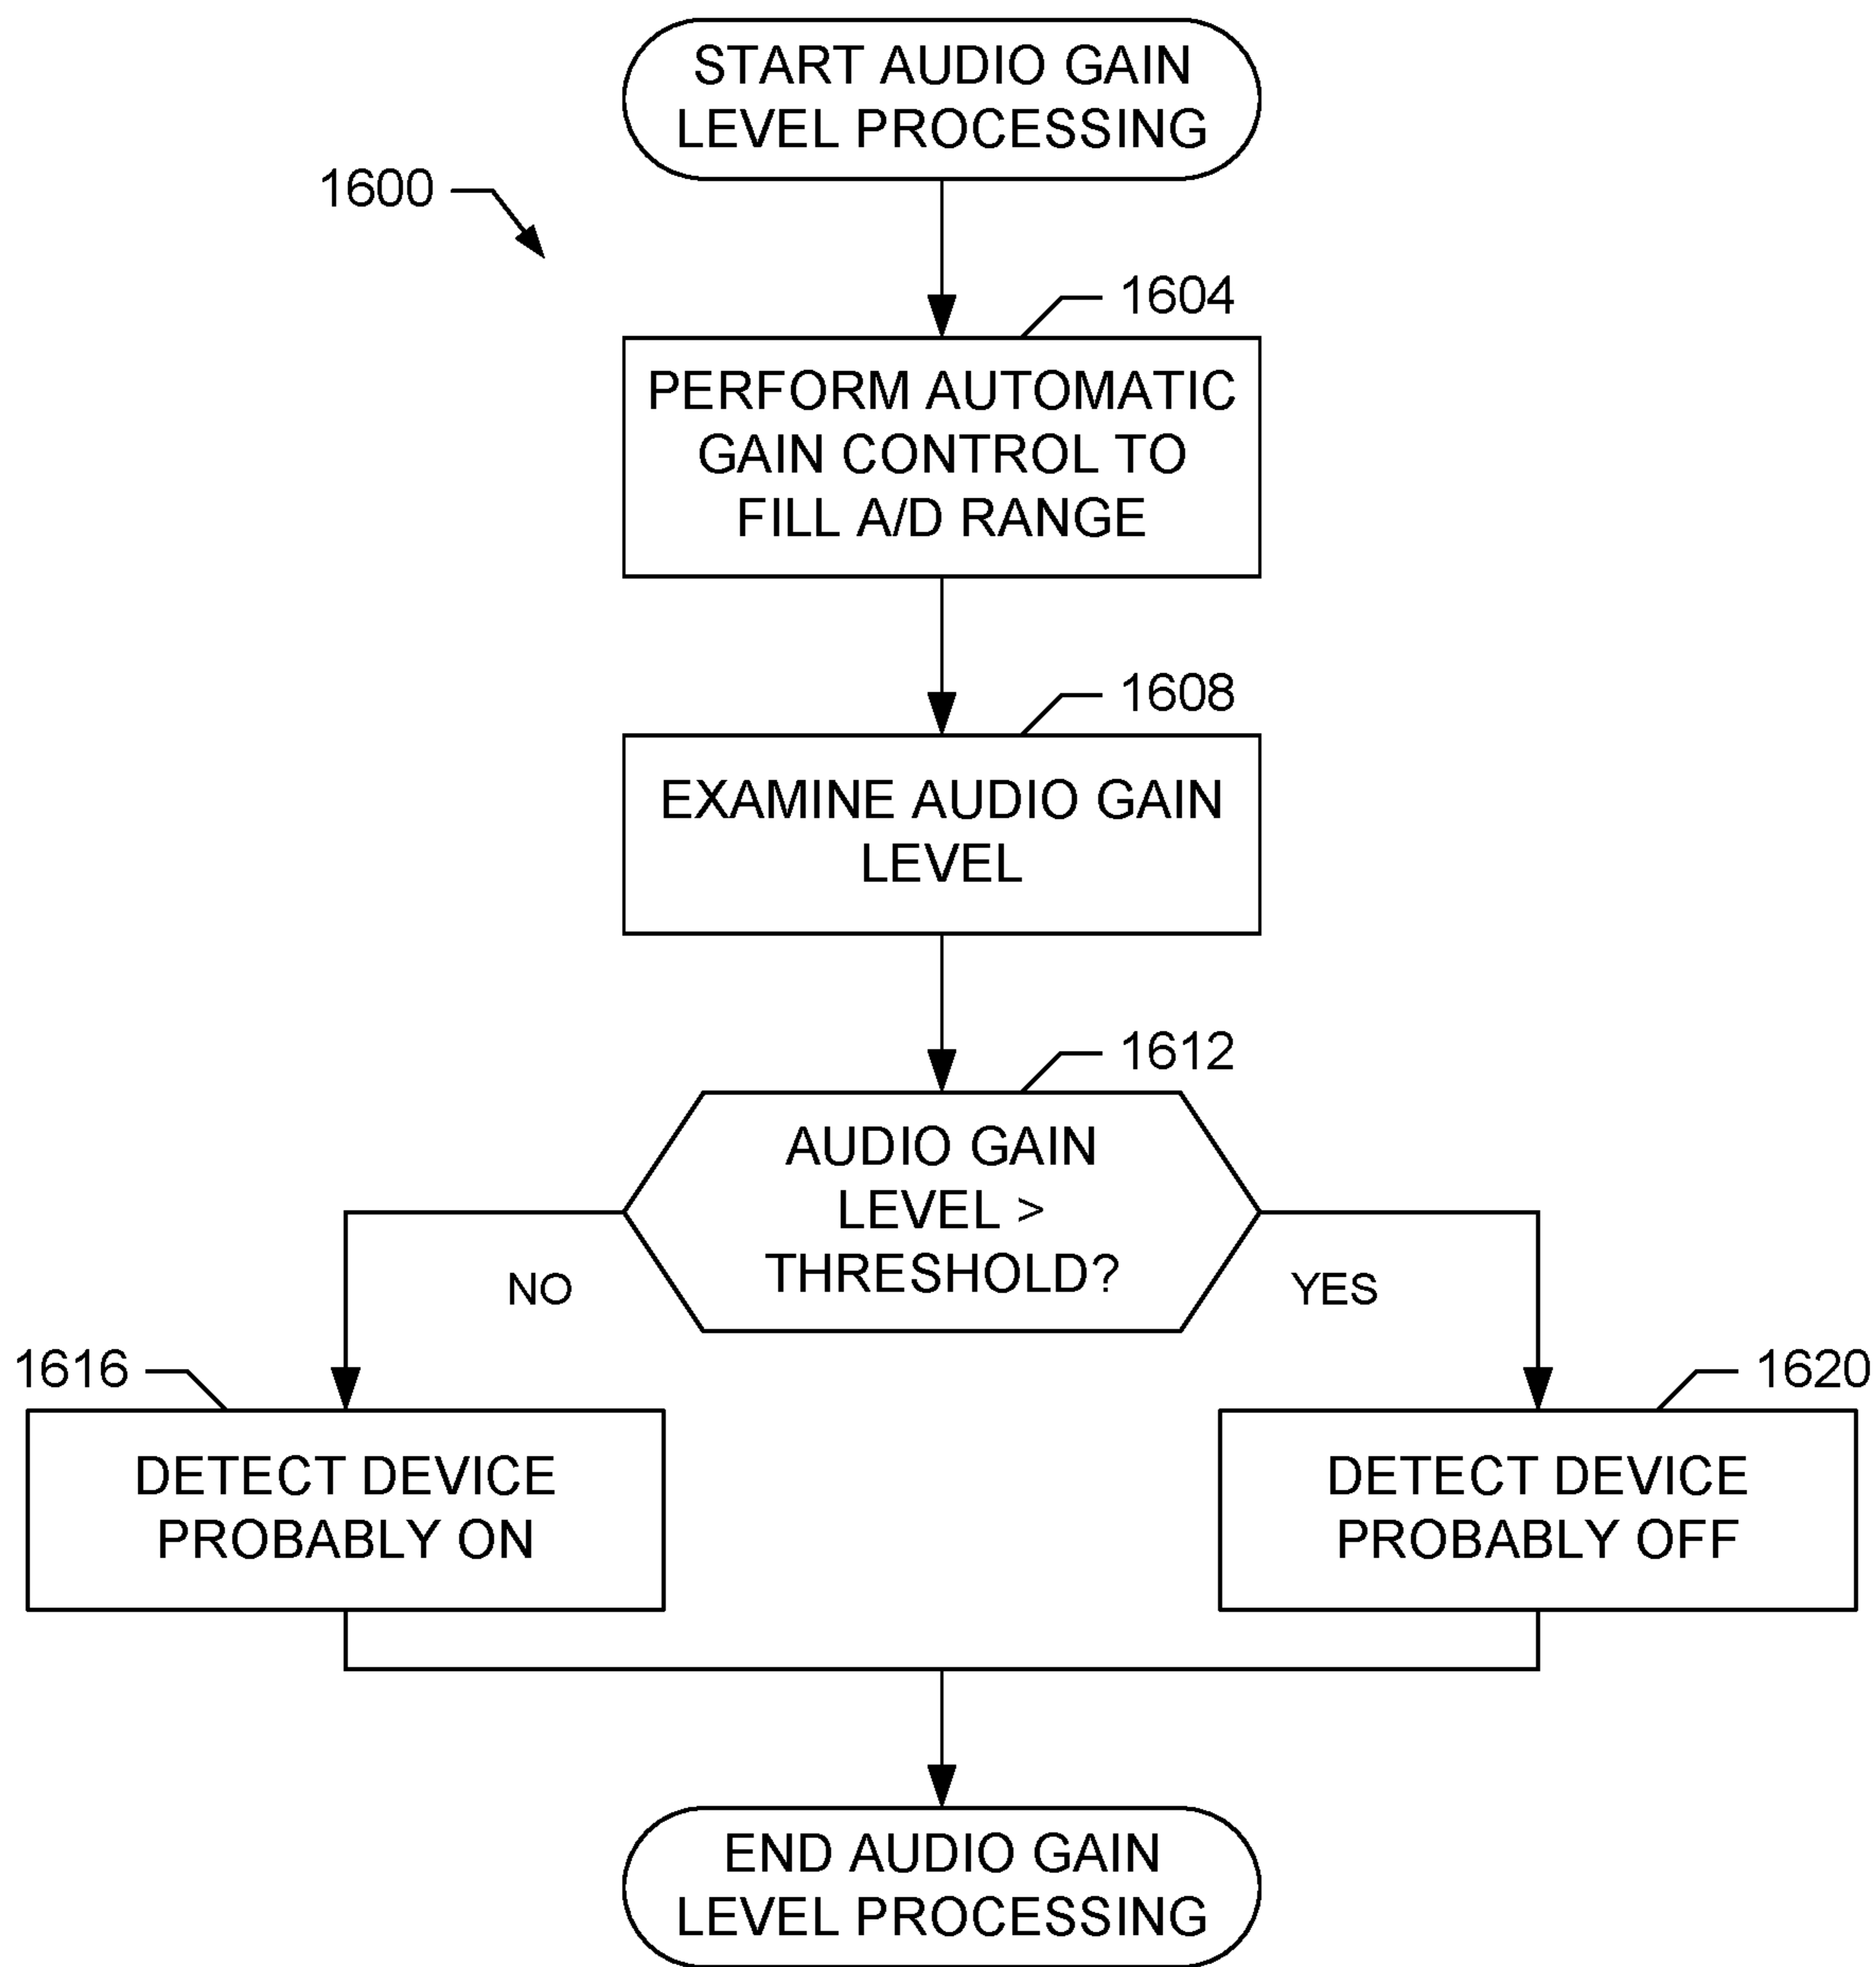 START AUDIO GAIN
LEVEL PROCESSING
1600
1604
PERFORM AUTOMATIC
GAIN CONTROL TO
FILL A/D RANGE
1608
EXAMINE AUDIO GAIN
LEVEL
1612
AUDIO GAIN
LEVEL >
THRESHOLD?
NO
YES
1616
DETECT DEVICE
PROBABLY ON
1620
DETECT DEVICE
PROBABLY OFF
END AUDIO GAIN
LEVEL PROCESSING